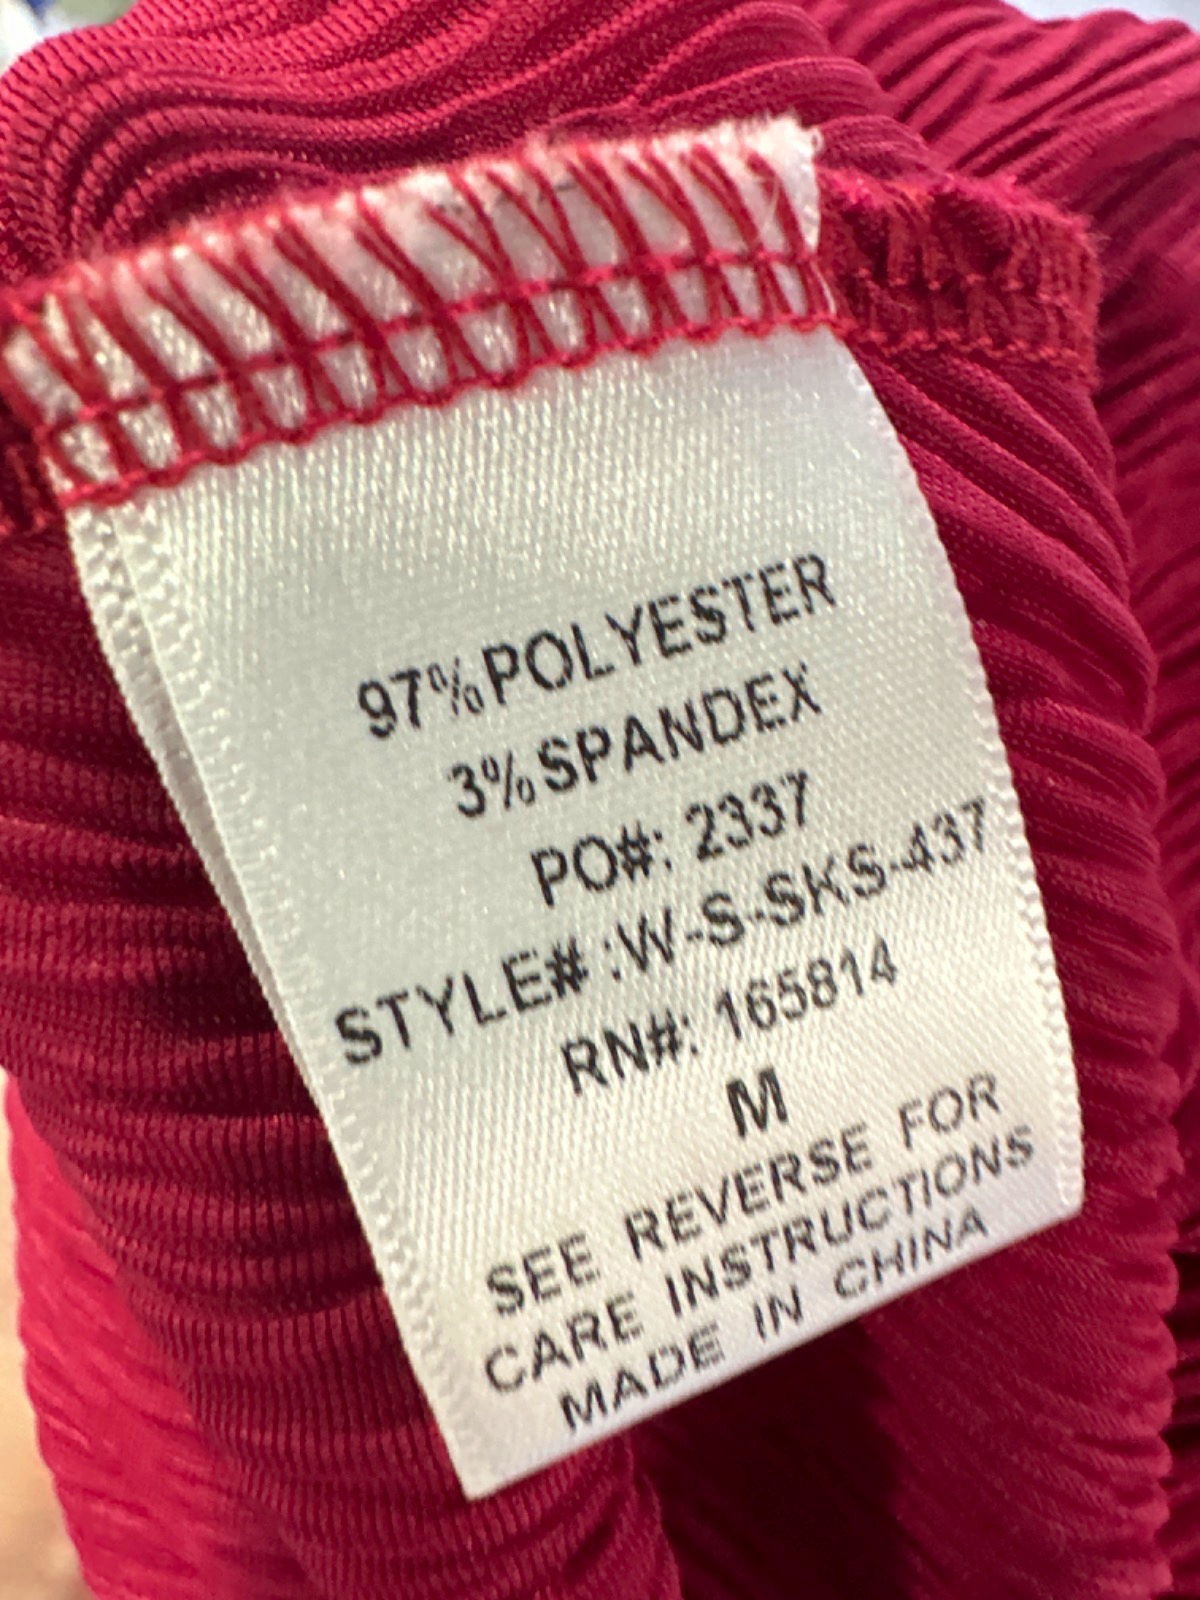 97%POLYESTER
3%SPANDEX
PO#: 2337
STYLE# :W-S-SKS-437
RN#: 165814
M
SEE REVERSE FOR
CARE INSTRUCTIONS
MADE IN CHINA